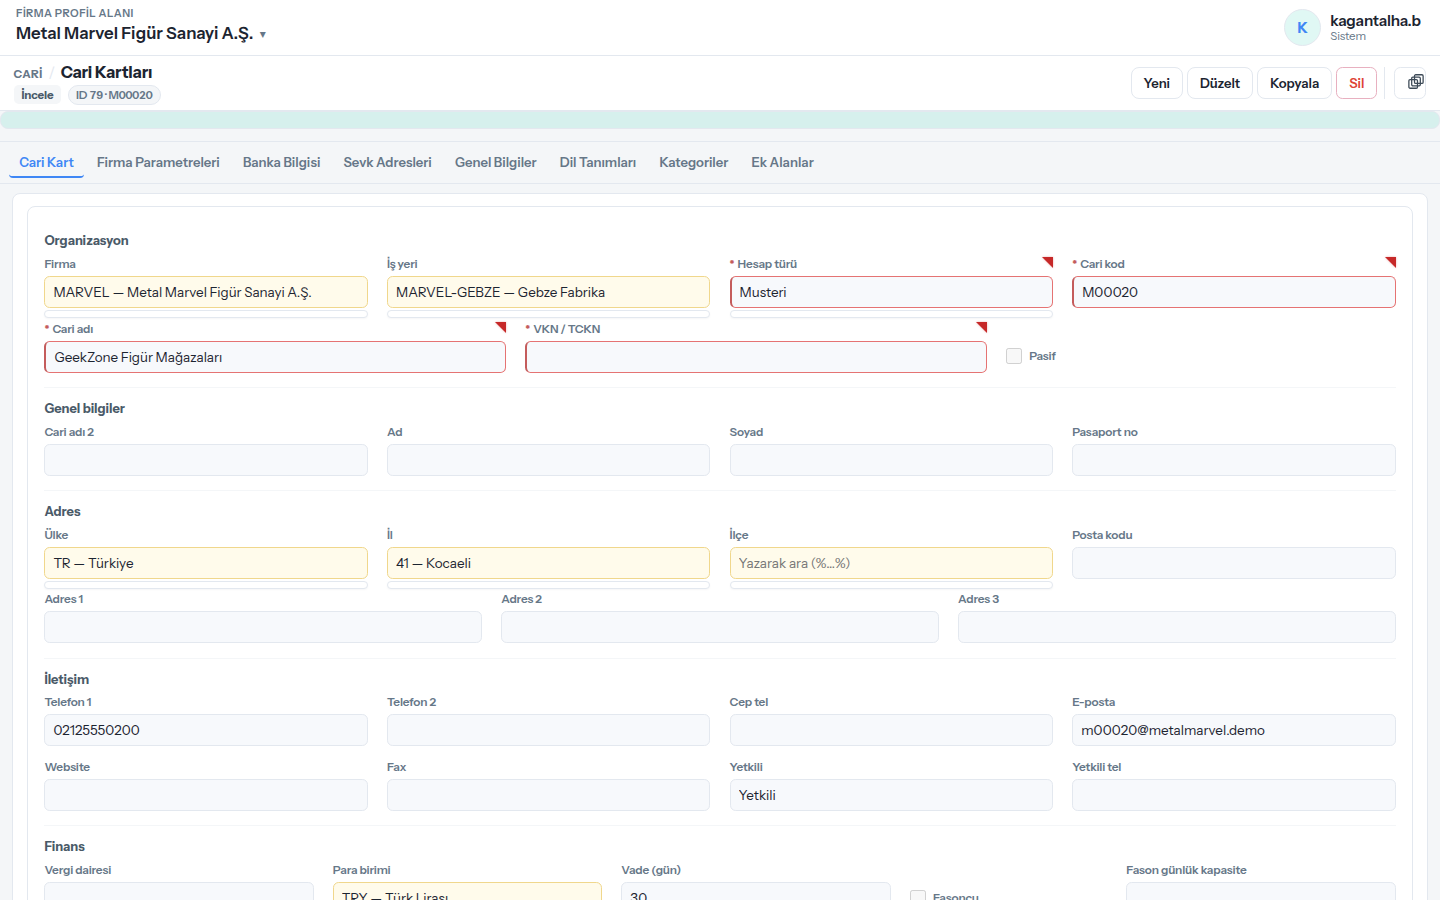 FİRMA PROFİL ALANI
Metal Marvel Figür Sanayi A.Ş. ▾
K
kagantalha.b
Sistem
CARİ / Cari Kartları
İncele
ID 79 · M00020
Yeni
Düzelt
Kopyala
Sil
Cari Kart
Firma Parametreleri
Banka Bilgisi
Sevk Adresleri
Genel Bilgiler
Dil Tanımları
Kategoriler
Ek Alanlar
Organizasyon
Firma
İş yeri
* Hesap türü
* Cari kod
MARVEL — Metal Marvel Figür Sanayi A.Ş.
MARVEL-GEBZE — Gebze Fabrika
Musteri
M00020
* Cari adı
* VKN / TCKN
GeekZone Figür Mağazaları
Pasif
Genel bilgiler
Cari adı 2
Ad
Soyad
Pasaport no
Adres
Ülke
İl
İlçe
Posta kodu
TR — Türkiye
41 — Kocaeli
Yazarak ara (%...%)
Adres 1
Adres 2
Adres 3
İletişim
Telefon 1
Telefon 2
Cep tel
E-posta
02125550200
m00020@metalmarvel.demo
Website
Fax
Yetkili
Yetkili tel
Yetkili
Finans
Vergi dairesi
Para birimi
Vade (gün)
Fason günlük kapasite
TRY — Türk Lirası
30
Fasoncu